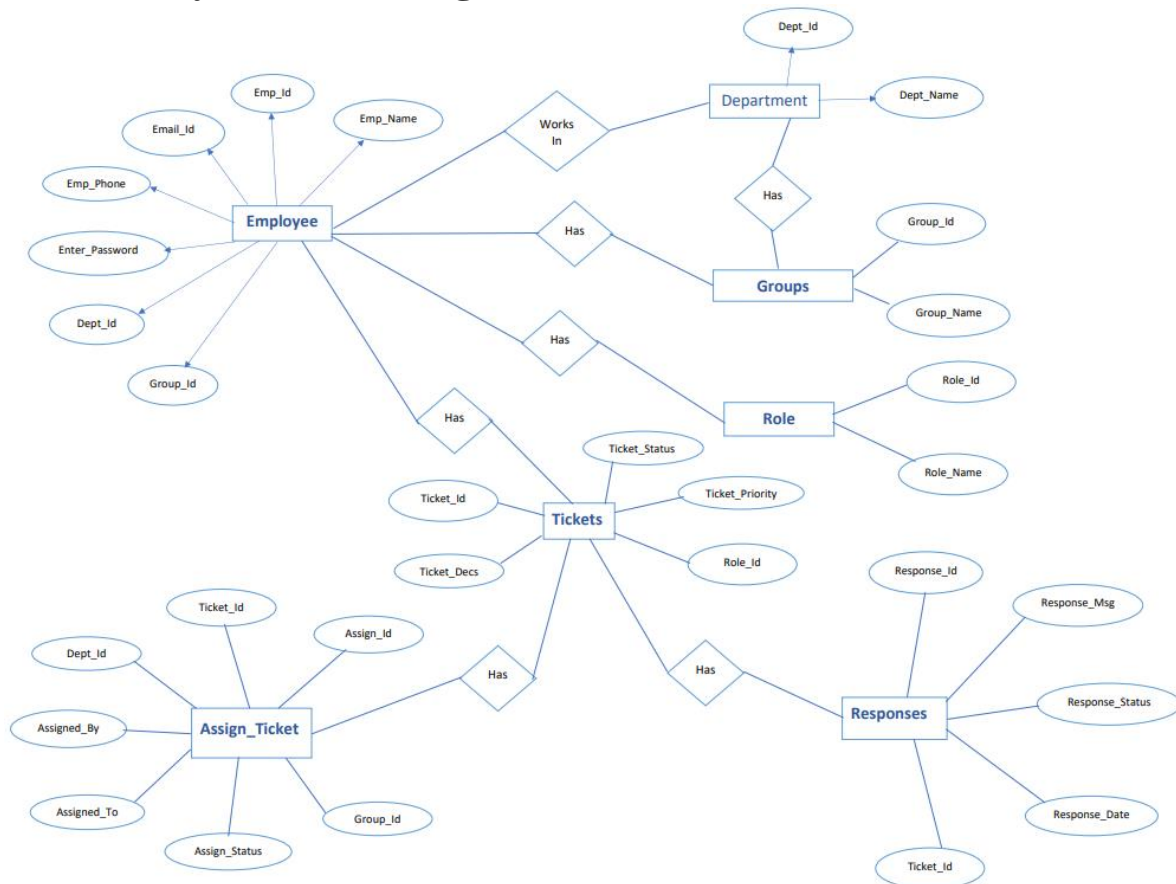 Dept_Id
Department
Dept_Name
Emp_Id
Emp_Name
Email_Id
Works
In
Emp_Phone
Has
Employee
Has
Group_Id
Enter_Password
Groups
Group_Name
Dept_Id
Has
Group_Id
Role_Id
Role
Has
Ticket_Status
Role_Name
Ticket_Id
Ticket_Priority
Tickets
Ticket_Decs
Role_Id
Response_Id
Ticket_Id
Response_Msg
Assign_Id
Dept_Id
Has
Has
Response_Status
Assigned_By
Assign_Ticket
Responses
Assigned_To
Group_Id
Response_Date
Assign_Status
Ticket_Id